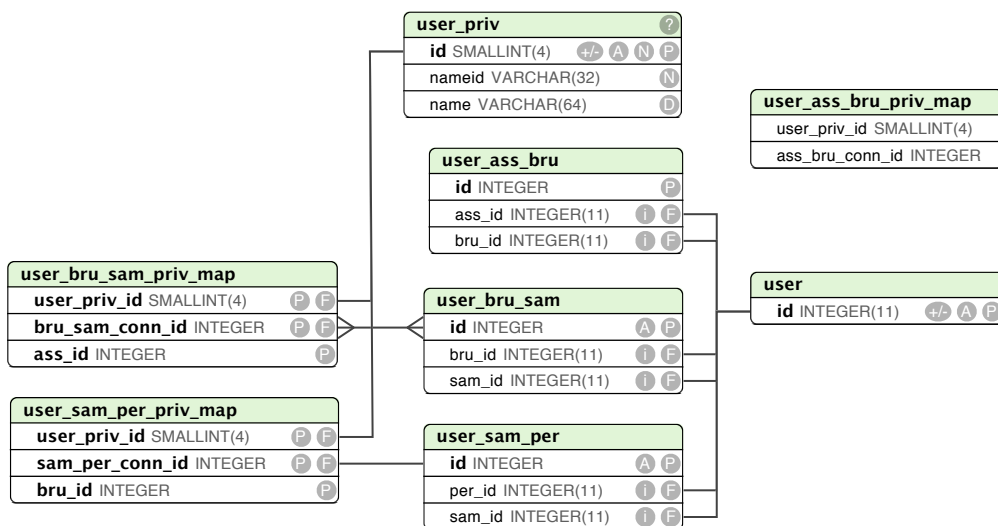 user_priv
?
id SMALLINT(4) +/- A N P
nameid VARCHAR(32) N
name VARCHAR(64) D
user_ass_bru_priv_map
user_priv_id SMALLINT(4)
ass_bru_conn_id INTEGER
user_ass_bru
id INTEGER P
ass_id INTEGER(11) i F
bru_id INTEGER(11) i F
user_bru_sam_priv_map
user_priv_id SMALLINT(4) P F
bru_sam_conn_id INTEGER P F
ass_id INTEGER P
user_bru_sam
id INTEGER A P
bru_id INTEGER(11) i F
sam_id INTEGER(11) i F
user
id INTEGER(11) +/- A P
user_sam_per_priv_map
user_priv_id SMALLINT(4) P F
sam_per_conn_id INTEGER P F
bru_id INTEGER P
user_sam_per
id INTEGER A P
per_id INTEGER(11) i F
sam_id INTEGER(11) i F